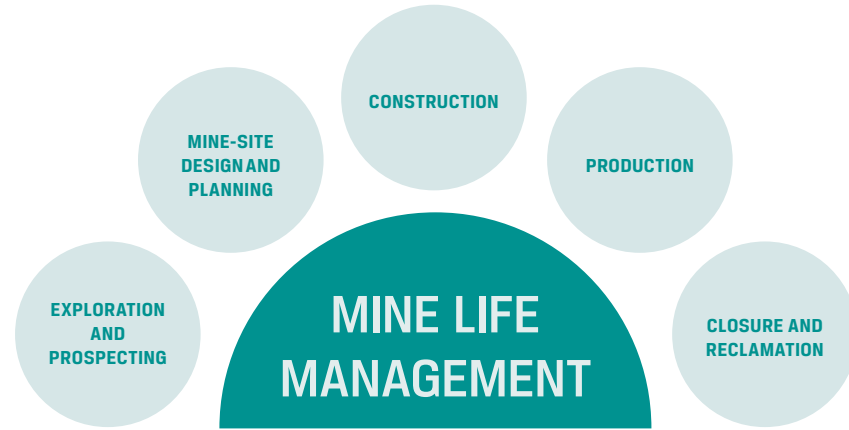 CONSTRUCTION
MINE-SITE
DESIGN AND
PLANNING
PRODUCTION
EXPLORATION
AND
PROSPECTING
MINE LIFE
MANAGEMENT
CLOSURE AND
RECLAMATION